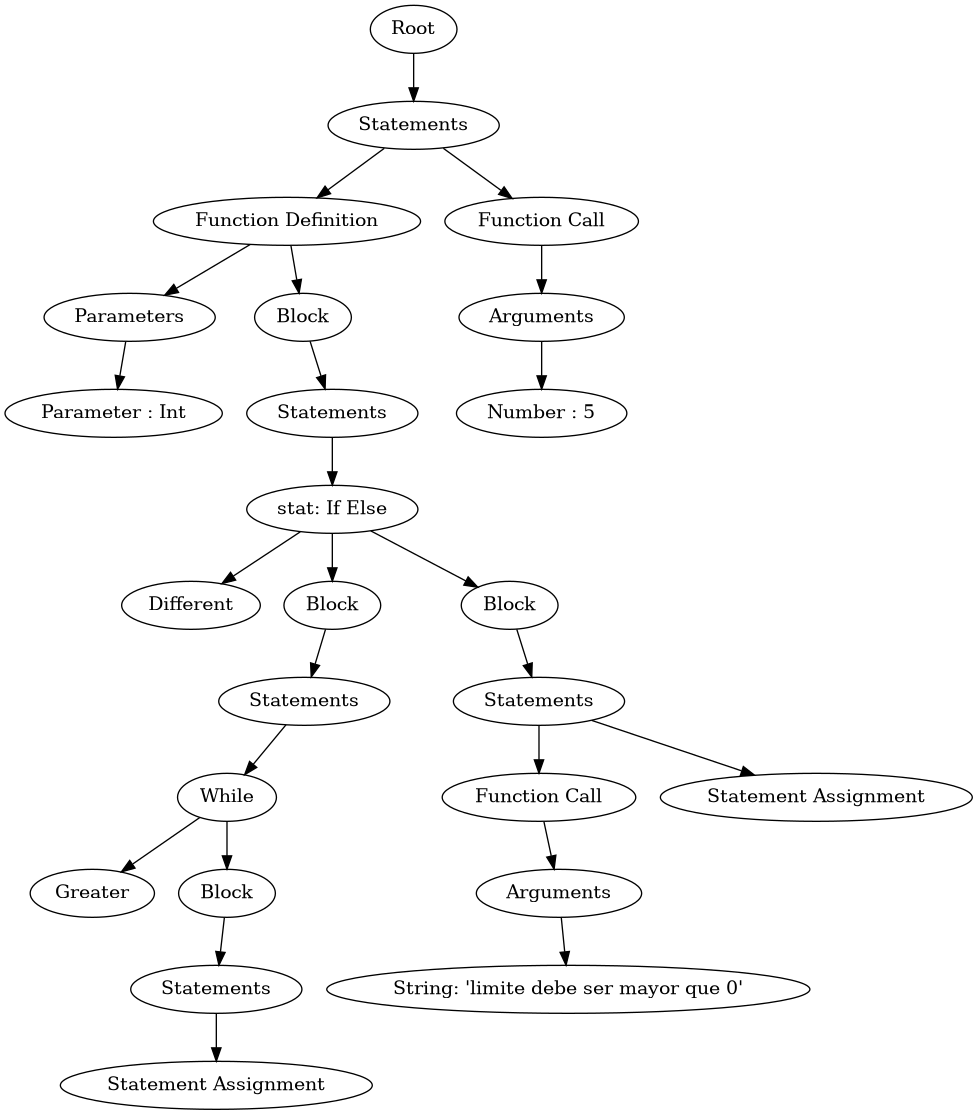 Root
Statements
Function Definition
Function Call
Parameters
Block
Arguments
Parameter : Int
Statements
Number : 5
stat: If Else
Different
Block
Block
Statements
Statements
While
Function Call
Statement Assignment
Greater
Block
Arguments
Statements
String: 'limite debe ser mayor que 0'
Statement Assignment